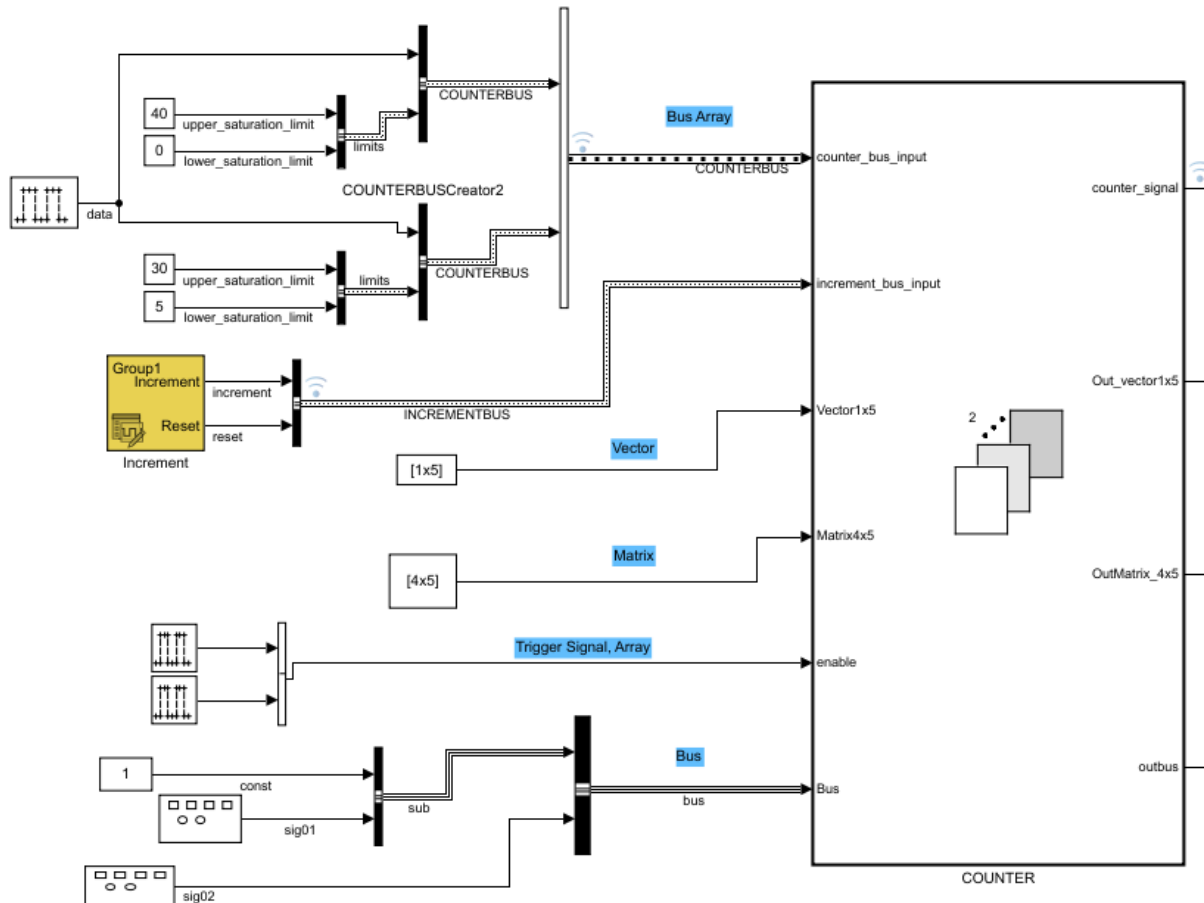 COUNTERBUS
40
upper_saturation_limit
limits
0
lower_saturation_limit
Bus Array
counter_bus_input
COUNTERBUS
counter_signal
COUNTERBUSCreator2
data
30
upper_saturation_limit
limits
COUNTERBUS
5
lower_saturation_limit
increment_bus_input
Group1
Increment
increment
Reset
reset
Increment
INCREMENTBUS
Out_vector1x5
Vector1x5
2
Vector
[1x5]
Matrix4x5
Matrix
[4x5]
OutMatrix_4x5
Trigger Signal, Array
enable
Bus
1
const
sub
sig01
bus
Bus
outbus
sig02
COUNTER